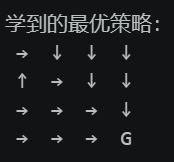 学到的最优策略：
→ ↓ ↓ ↓
↑ → ↓ ↓
→ → → ↓
→ → → G